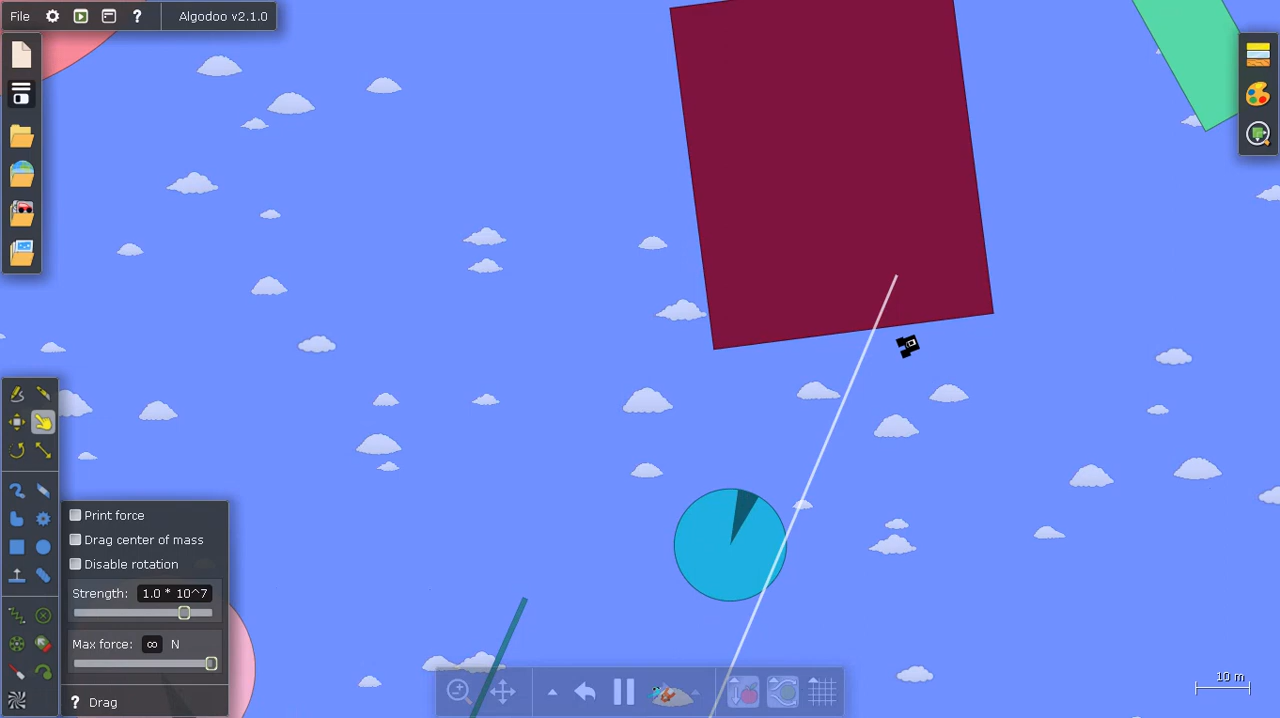 File ? Algodoo v2.1.0
Print force
Drag center of mass
Disable rotation
Strength: 1.0 * 10^7
Max force: ∞ N
? Drag
10 m